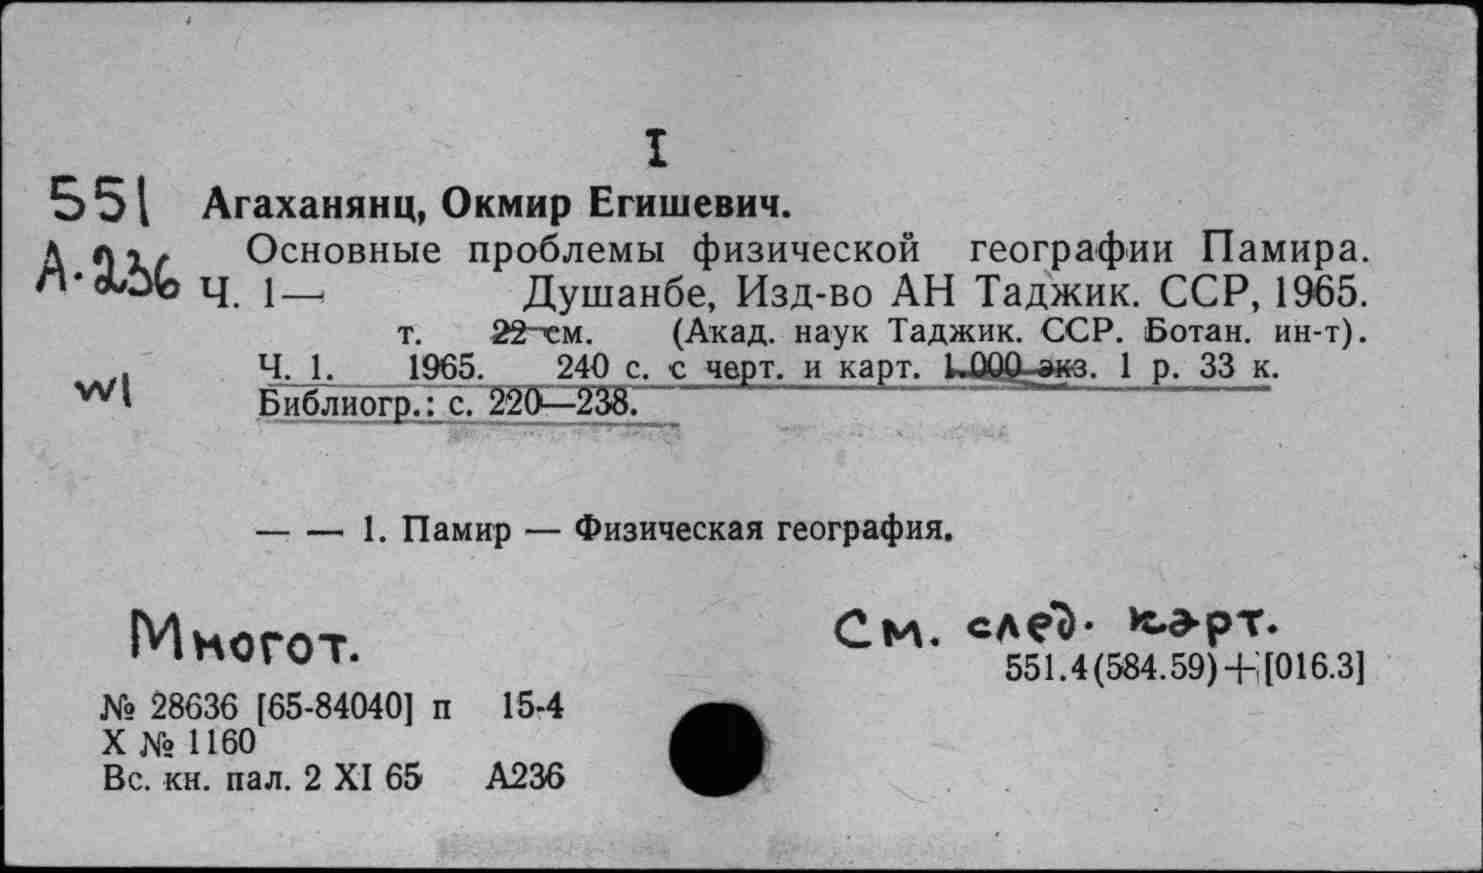 I
551 Агаханянц, Окмир Егишевич.
А-236 Основные проблемы физической географии Памира.
Ч. 1— Душанбе, Изд-во АН Таджик. ССР, 1965.
т. 22 см. (Акад. наук Таджик. ССР. Ботан. ин-т).
Ч. 1. 1965. 240 с. с черт. и карт. 1.000 экз. 1 р. 33 к.
Библиогр.: с. 220—238.
— — 1. Памир — Физическая география.
Многот.
См. след. карт.
551.4(584.59)+[016.3]
№ 28636 [65-84040] п 15-4
Х № 1160
Вс. кн. пал. 2 XI 65 А236